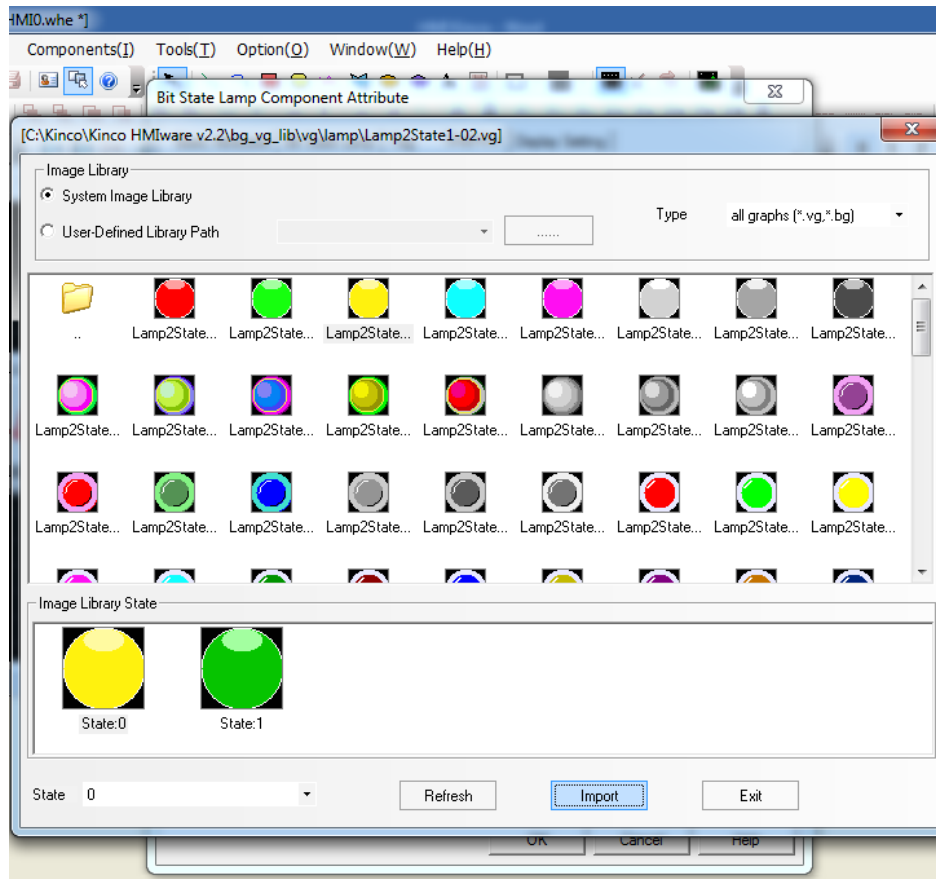 HMI0.whe *]
Components(I) Tools(T) Option(O) Window(W) Help(H)
Bit State Lamp Component Attribute
[C:\Kinco\Kinco HMIware v2.2\bg_vg_lib\vg\lamp\Lamp2State1-02.vg]
Image Library
System Image Library
Type all graphs (*.vg,*.bg)
User-Defined Library Path ......
.. Lamp2State... Lamp2State... Lamp2State... Lamp2State... Lamp2State... Lamp2State... Lamp2State... Lamp2State...
Lamp2State... Lamp2State... Lamp2State... Lamp2State... Lamp2State... Lamp2State... Lamp2State... Lamp2State... Lamp2State...
Lamp2State... Lamp2State... Lamp2State... Lamp2State... Lamp2State... Lamp2State... Lamp2State... Lamp2State... Lamp2State...
Image Library State
State:0 State:1
State 0 Refresh Import Exit
OK Cancel Help